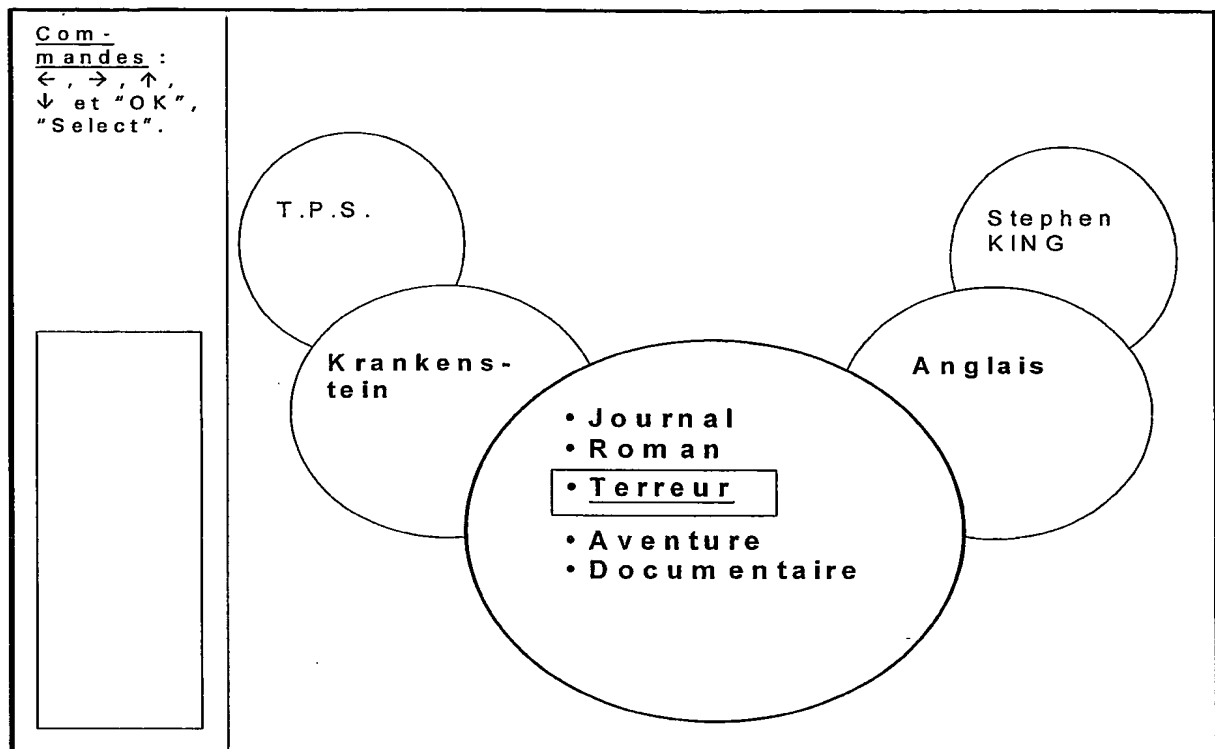 Com-
mandes :
←, →, ↑,
↓ et "OK",
"Select".
T.P.S.
Stephen
KING
Krankens-
tein
Anglais
• Journal
• Roman
• Terreur
• Aventure
• Documentaire